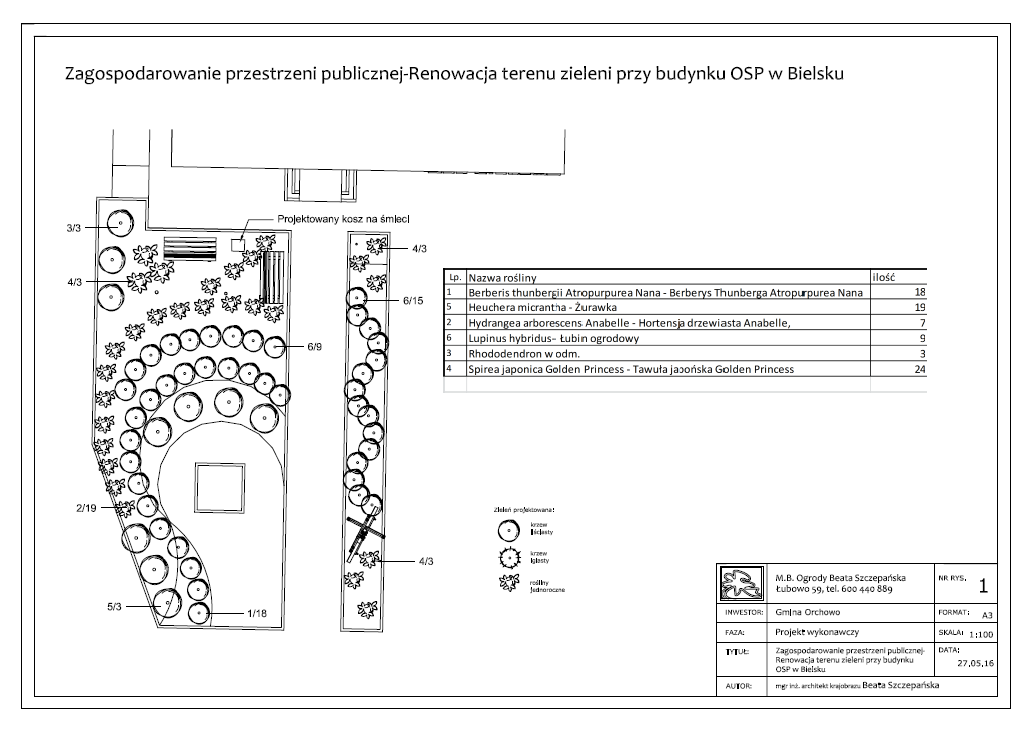 Zagospodarowanie przestrzeni publicznej-Renowacja terenu zieleni przy budynku OSP w Bielsku
Projektowany kosz na śmieci
3/3
4/3
4/3
6/15
6/9
2/19
5/3
1/18
4/3
Lp. Nazwa rośliny ilość
1 Berberis thunbergii Atropurpurea Nana - Berberys Thunberga Atropurpurea Nana 18
5 Heuchera micrantha - Żurawka 19
2 Hydrangea arborescens Anabelle - Hortensja drzewiasta Anabelle, 7
6 Lupinus hybridus– Łubin ogrodowy 9
3 Rhododendron w odm. 3
4 Spirea japonica Golden Princess - Tawuła japońska Golden Princess 24
Zieleń projektowana:
krzew
liściasty
krzew
iglasty
rośliny
jednoroczne
M.B. Ogrody Beata Szczepańska
Łubowo 59, tel. 600 440 889
NR RYS. 1
INWESTOR: Gmina Orchowo
FORMAT: A3
FAZA: Projekt wykonawczy
SKALA: 1:100
TYTUŁ: Zagospodarowanie przestrzeni publicznej-
Renowacja terenu zieleni przy budynku
OSP w Bielsku
DATA:
27.05.16
AUTOR: mgr inż. architekt krajobrazu Beata Szczepańska